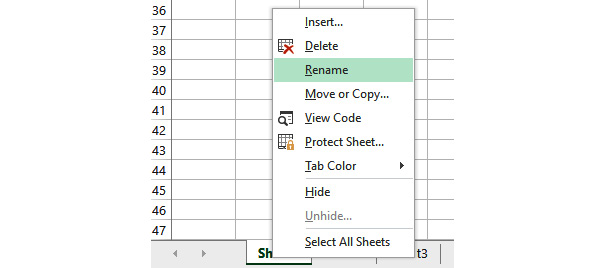 36
37
38
39
40
41
42
43
44
45
46
47
Insert...
Delete
Rename
Move or Copy...
View Code
Protect Sheet...
Tab Color
Hide
Unhide...
Select All Sheets
Sh
t3